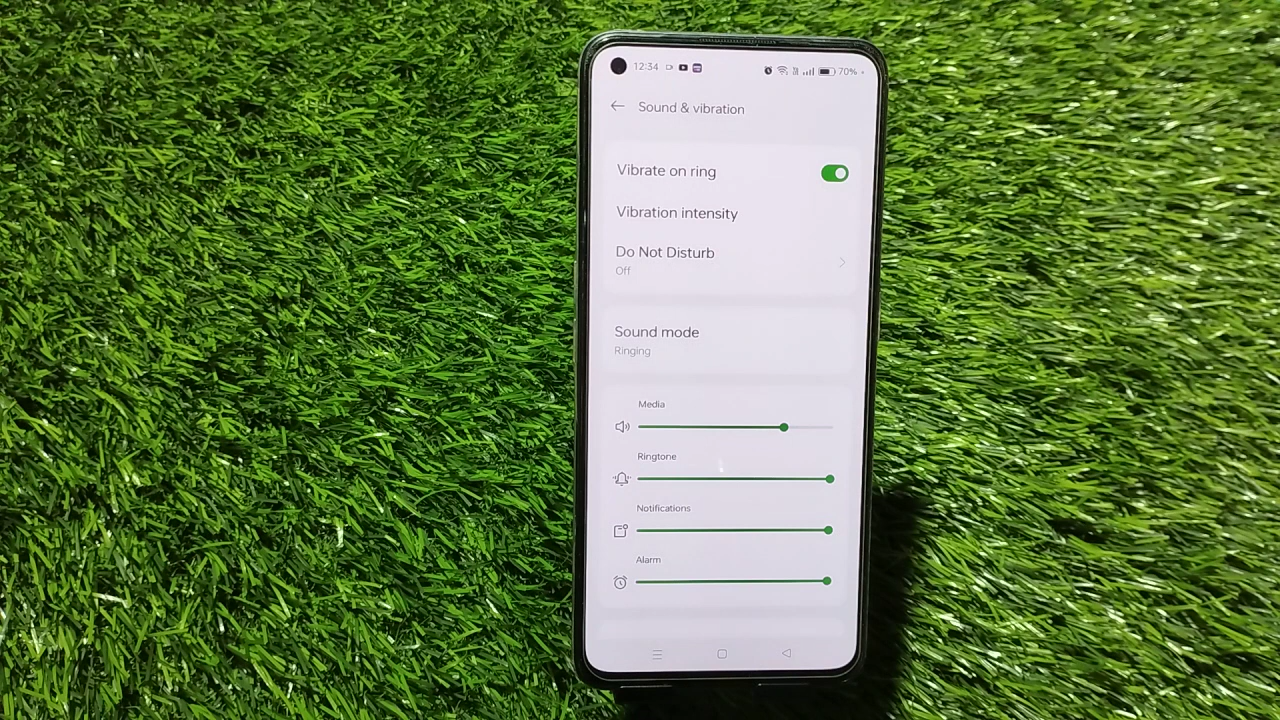 12:34 70%
Sound & vibration
Vibrate on ring
Vibration intensity
Do Not Disturb
Off
Sound mode
Ringing
Media
Ringtone
Notifications
Alarm